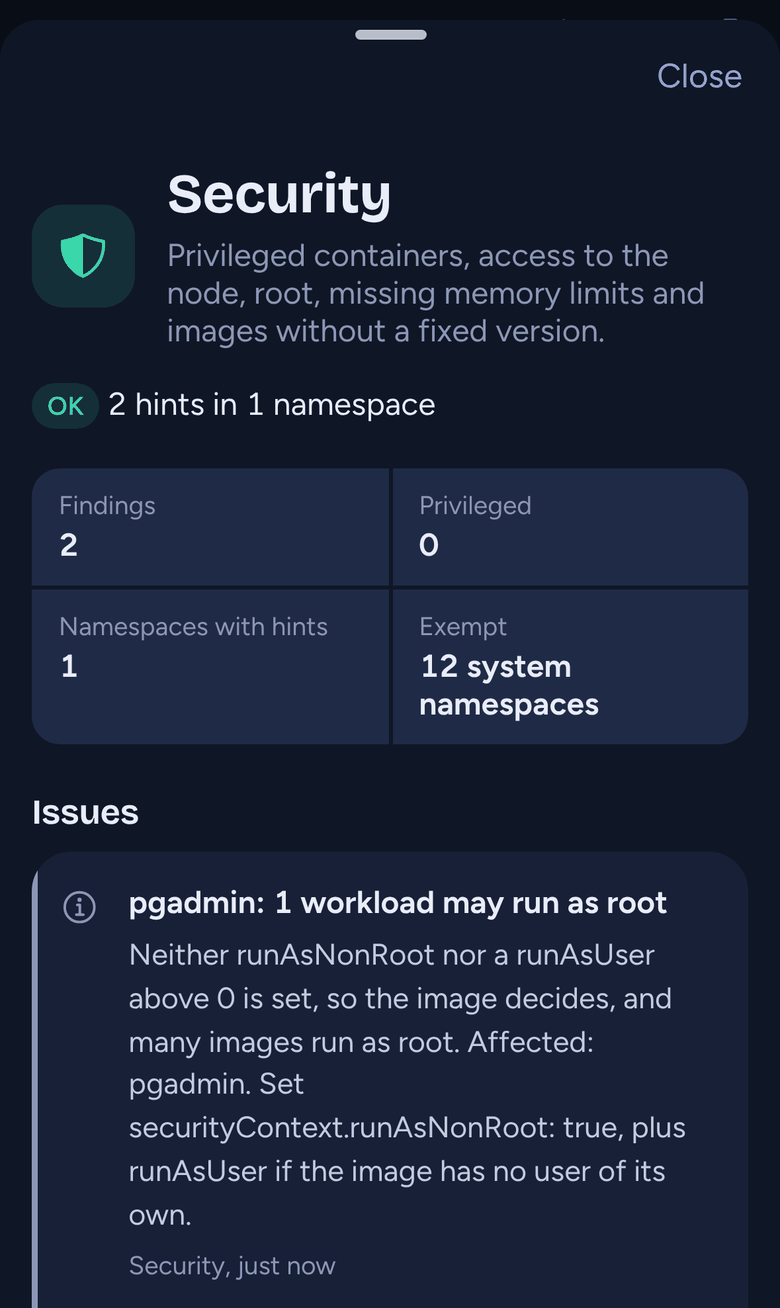 Close
Security
Privileged containers, access to the
node, root, missing memory limits and
images without a fixed version.
OK 2 hints in 1 namespace
Findings
2
Privileged
0
Namespaces with hints
1
Exempt
12 system
namespaces
Issues
pgadmin: 1 workload may run as root
Neither runAsNonRoot nor a runAsUser
above 0 is set, so the image decides, and
many images run as root. Affected:
pgadmin. Set
securityContext.runAsNonRoot: true, plus
runAsUser if the image has no user of its
own.
Security, just now